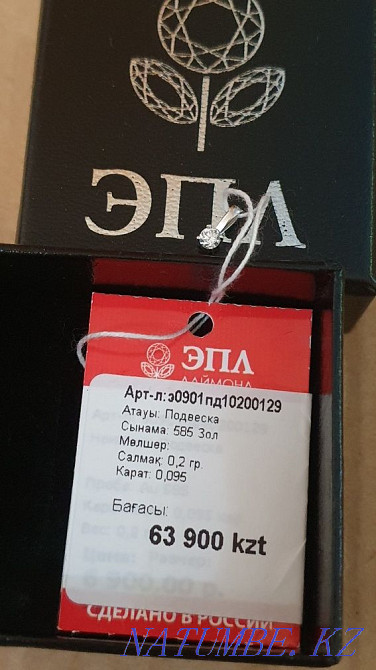 ЭПЛ
ЭПЛ
ДАЙМОНД
Арт-л:э0901пд10200129
Атауы: Подвеска
Сынама: 585 Зол
Мөлшер:
Салмақ: 0,2 гр.
Карат: 0,095
Бағасы:
63 900 kzt
СДЕЛАНО В РОССИИ
NATUMBE.KZ